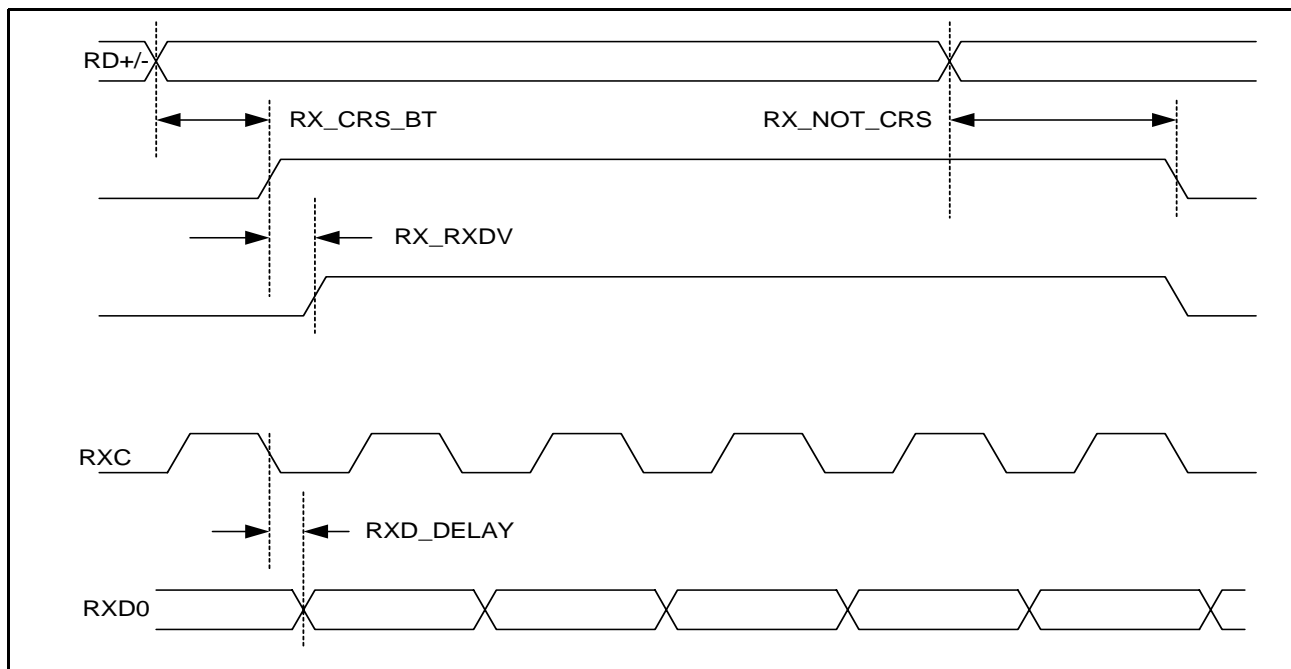 RD+/-
RX_CRS_BT
RX_NOT_CRS
RX_RXDV
RXC
RXD_DELAY
RXD0